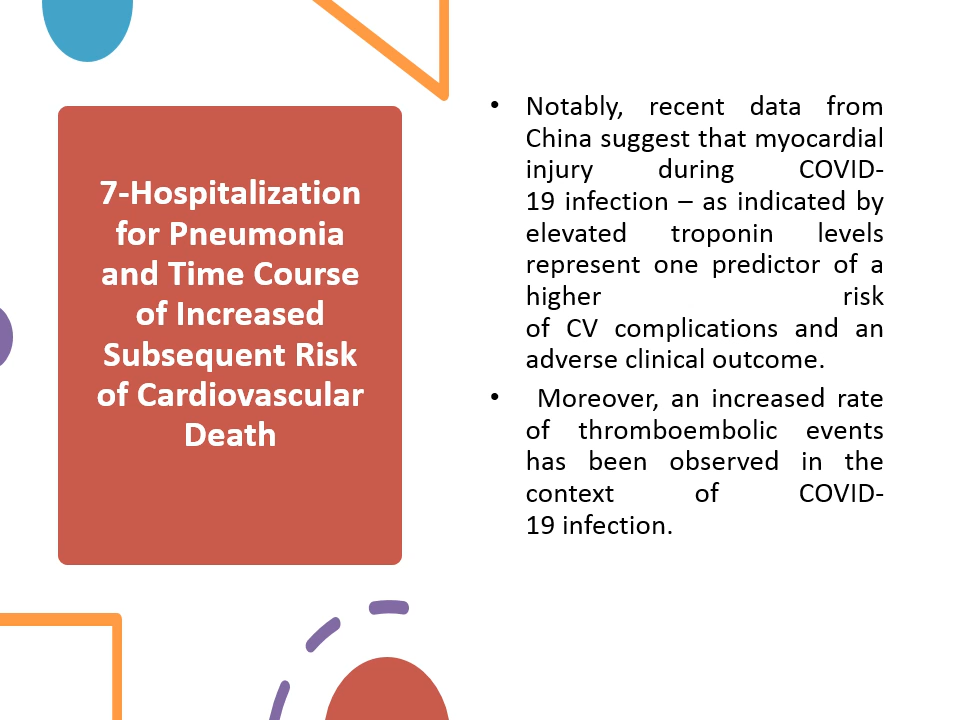 7-Hospitalization
for Pneumonia
and Time Course
of Increased
Subsequent Risk
of Cardiovascular
Death
• Notably, recent data from
China suggest that myocardial
injury during COVID-
19 infection – as indicated by
elevated troponin levels
represent one predictor of a
higher risk
of CV complications and an
adverse clinical outcome.
• Moreover, an increased rate
of thromboembolic events
has been observed in the
context of COVID-
19 infection.